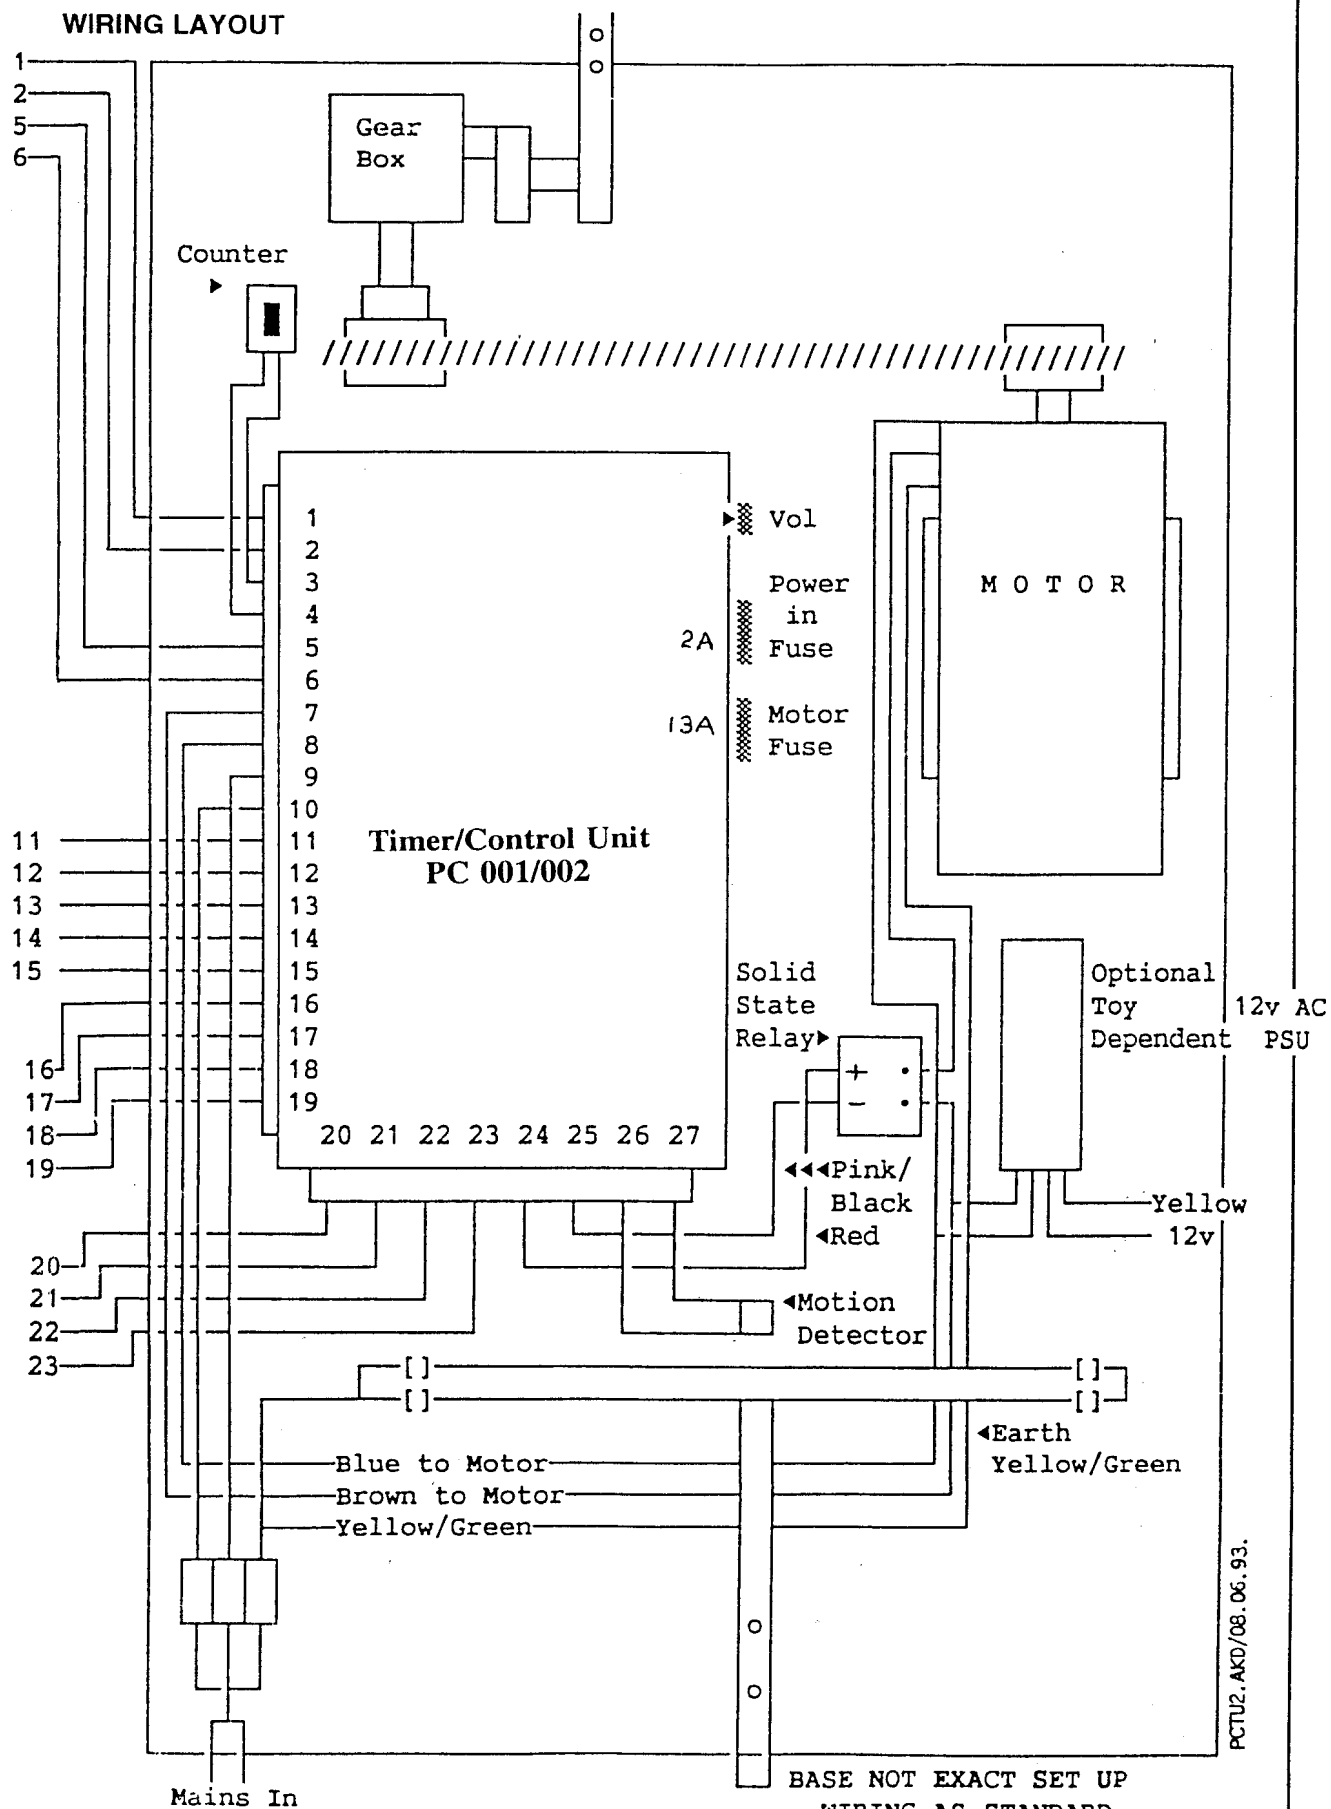 WIRING LAYOUT
1
2
5
6
Gear
Box
Counter
1
2
3
4
5
6
7
8
9
10
11
12
13
14
15
16
17
18
19
20 21 22 23 24 25 26 27
Timer/Control Unit
PC 001/002
Vol
2A
Power
in
Fuse
13A
Motor
Fuse
MOTOR
11
12
13
14
15
16
17
18
19
20
21
22
23
Solid
State
Relay
+
-
Optional
Toy
Dependent
12v AC
PSU
Pink/
Black
Red
Yellow
12v
Motion
Detector
[ ] [ ]
[ ] [ ]
Earth
Yellow/Green
Blue to Motor
Brown to Motor
Yellow/Green
Mains In
PCTU2.AKD/08.06.93.
BASE NOT EXACT SET UP
WIRING AS STANDARD